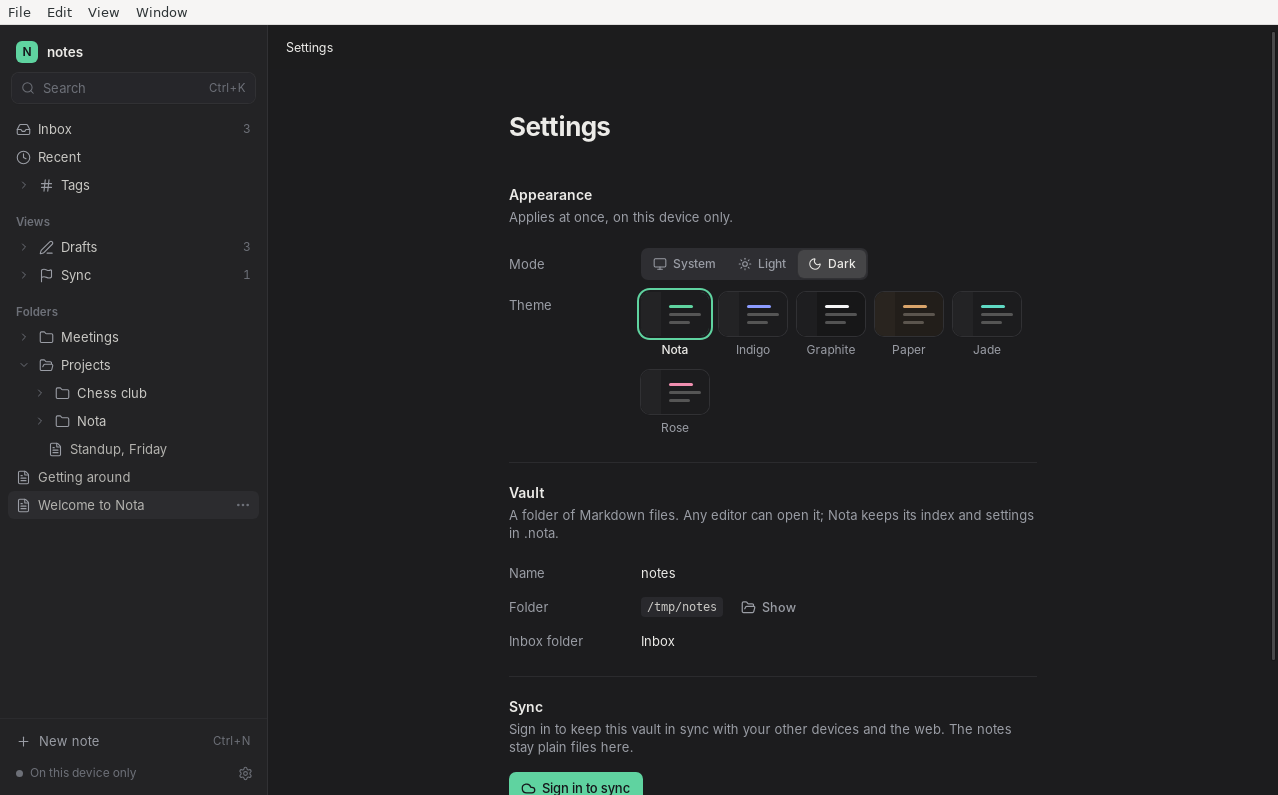 File Edit View Window
N notes
Search Ctrl+K
Inbox 3
Recent
Tags
Views
Drafts 3
Sync 1
Folders
Meetings
Projects
Chess club
Nota
Standup, Friday
Getting around
Welcome to Nota
New note Ctrl+N
On this device only
Settings
Settings
Appearance
Applies at once, on this device only.
Mode System Light Dark
Theme
Nota Indigo Graphite Paper Jade
Rose
Vault
A folder of Markdown files. Any editor can open it; Nota keeps its index and settings
in .nota.
Name notes
Folder /tmp/notes Show
Inbox folder Inbox
Sync
Sign in to keep this vault in sync with your other devices and the web. The notes
stay plain files here.
Sign in to sync